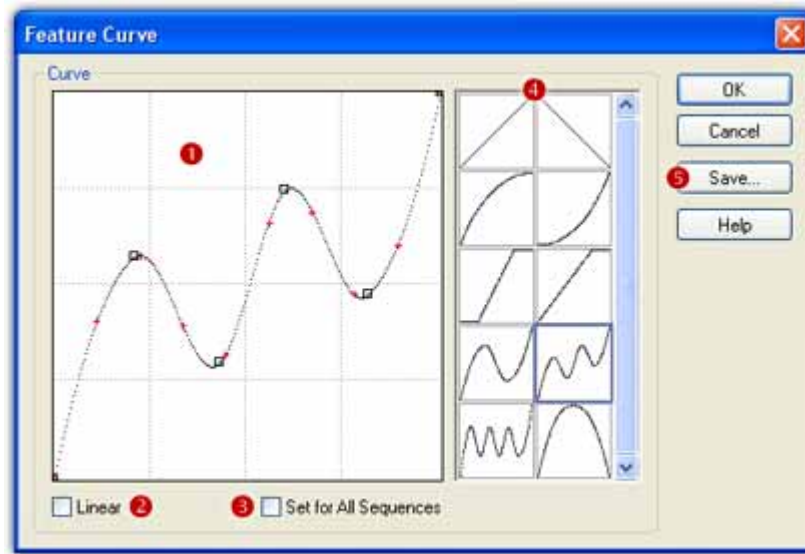 Feature Curve
Curve
1
4
OK
Cancel
5 Save...
Help
Linear 2
3 Set for All Sequences